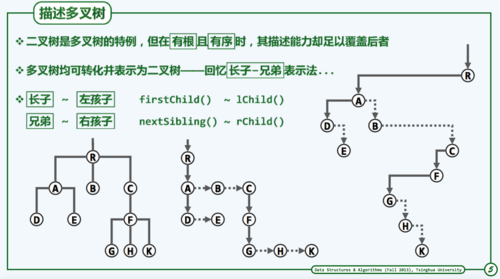 描述多叉树
二叉树是多叉树的特例，但在有根且有序时，其描述能力却足以覆盖后者
多叉树均可转化并表示为二叉树——回忆长子-兄弟表示法...
长子 ~ 左孩子 firstChild() ~ lChild()
兄弟 ~ 右孩子 nextSibling() ~ rChild()
R
A B C
D E F
G H K
R
A B C
D E F
G H K
R
A
D B
E C
F
G
H
K
Data Structures & Algorithms (Fall 2013), Tsinghua University
5